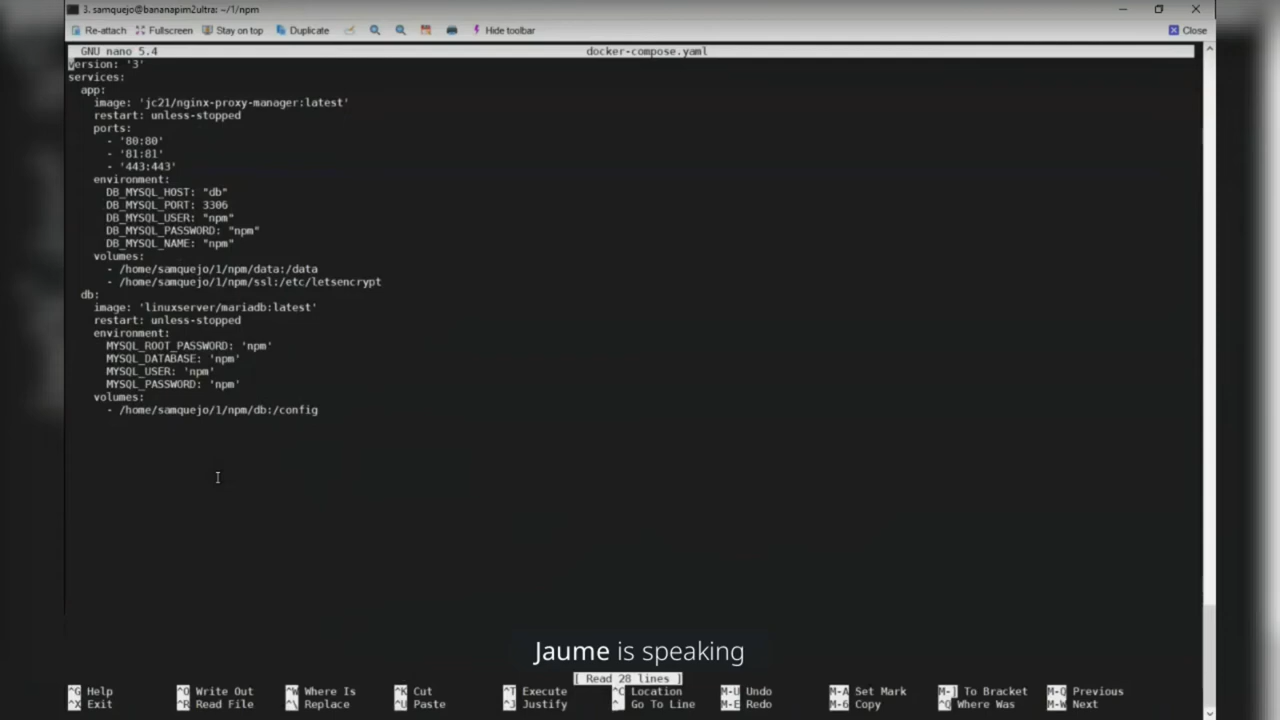 3. samquejo@bananapim2ultra: ~/1/npm
Re-attach Fullscreen Stay on top Duplicate Hide toolbar Close
GNU nano 5.4 docker-compose.yaml
version: '3'
services:
  app:
    image: 'jc21/nginx-proxy-manager:latest'
    restart: unless-stopped
    ports:
      - '80:80'
      - '81:81'
      - '443:443'
    environment:
      DB_MYSQL_HOST: "db"
      DB_MYSQL_PORT: 3306
      DB_MYSQL_USER: "npm"
      DB_MYSQL_PASSWORD: "npm"
      DB_MYSQL_NAME: "npm"
    volumes:
      - /home/samquejo/1/npm/data:/data
      - /home/samquejo/1/npm/ssl:/etc/letsencrypt
  db:
    image: 'linuxserver/mariadb:latest'
    restart: unless-stopped
    environment:
      MYSQL_ROOT_PASSWORD: 'npm'
      MYSQL_DATABASE: 'npm'
      MYSQL_USER: 'npm'
      MYSQL_PASSWORD: 'npm'
    volumes:
      - /home/samquejo/1/npm/db:/config
Jaume is speaking
[ Read 28 lines ]
^G Help ^O Write Out ^W Where Is ^K Cut ^T Execute ^C Location M-U Undo M-A Set Mark M-] To Bracket M-Q Previous
^X Exit ^R Read File ^\ Replace ^U Paste ^J Justify ^_ Go To Line M-E Redo M-6 Copy ^Q Where Was M-W Next